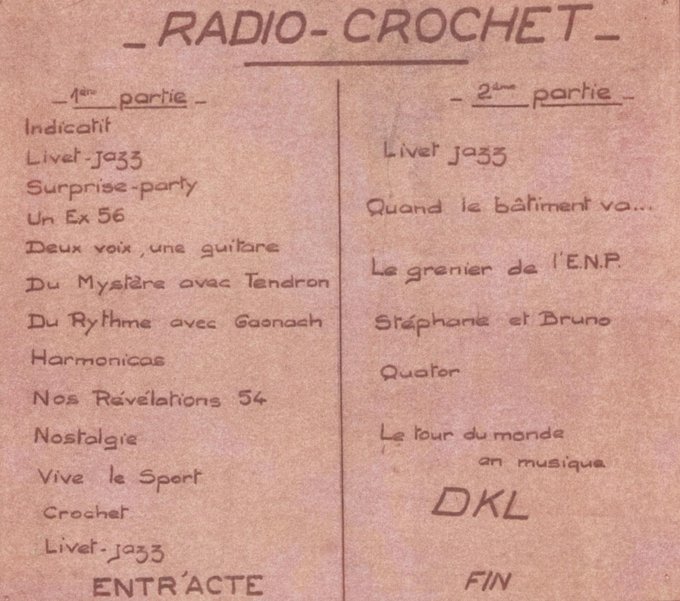 - RADIO-CROCHET -
- 1ère partie -
Indicatif
Livet-jazz
Surprise-party
Un Ex 56
Deux voix, une guitare
Du Mystère avec Tendron
Du Rythme avec Gaonach
Harmonicas
Nos Révélations 54
Nostalgie
Vive le Sport
Crochet
Livet-jazz
ENTR'ACTE
- 2ème partie -
Livet jazz
Quand le bâtiment va...
Le grenier de l'E.N.P.
Stéphane et Bruno
Quator
Le tour du monde
en musique
DKL
FIN